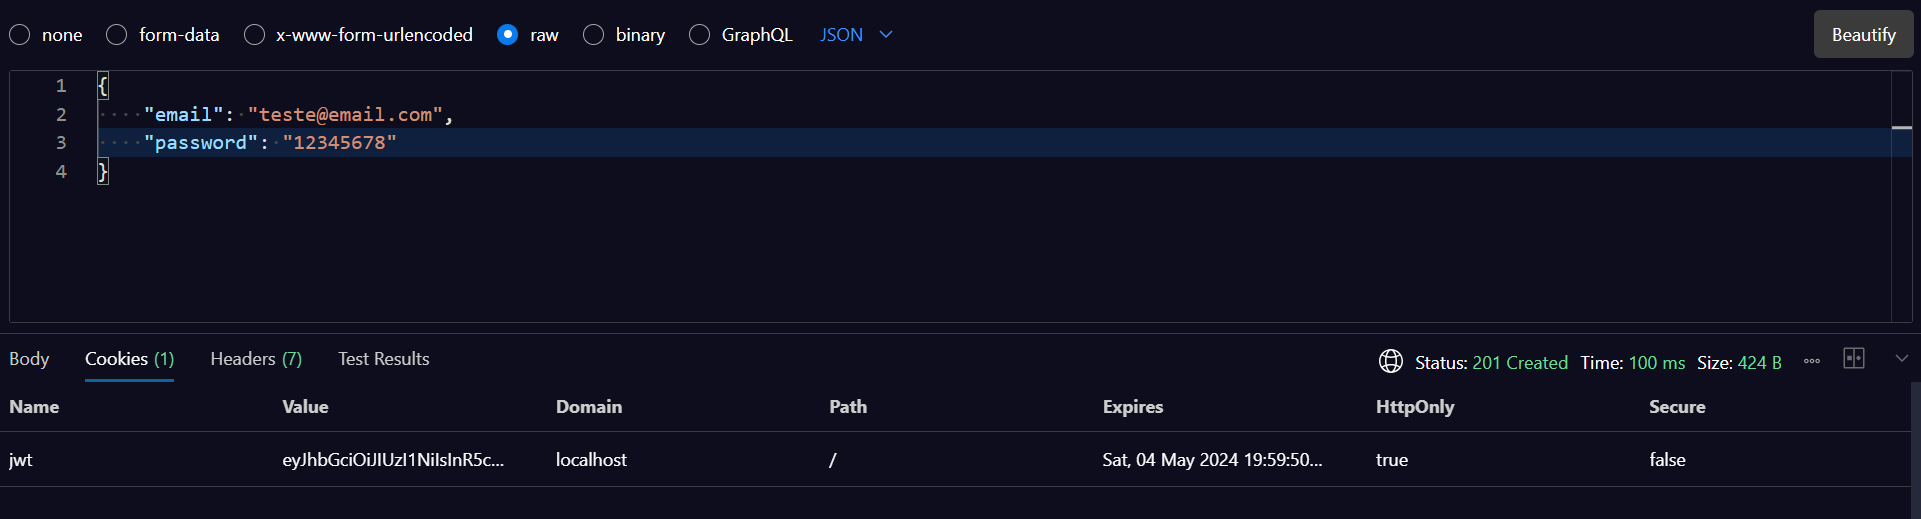 none form-data x-www-form-urlencoded raw binary GraphQL JSON Beautify
1 {
2 "email": "teste@email.com",
3 "password": "12345678"
4 }
Body Cookies (1) Headers (7) Test Results Status: 201 Created Time: 100 ms Size: 424 B
Name Value Domain Path Expires HttpOnly Secure
jwt eyJhbGciOiJIUzI1NiIsInR5c... localhost / Sat, 04 May 2024 19:59:50... true false